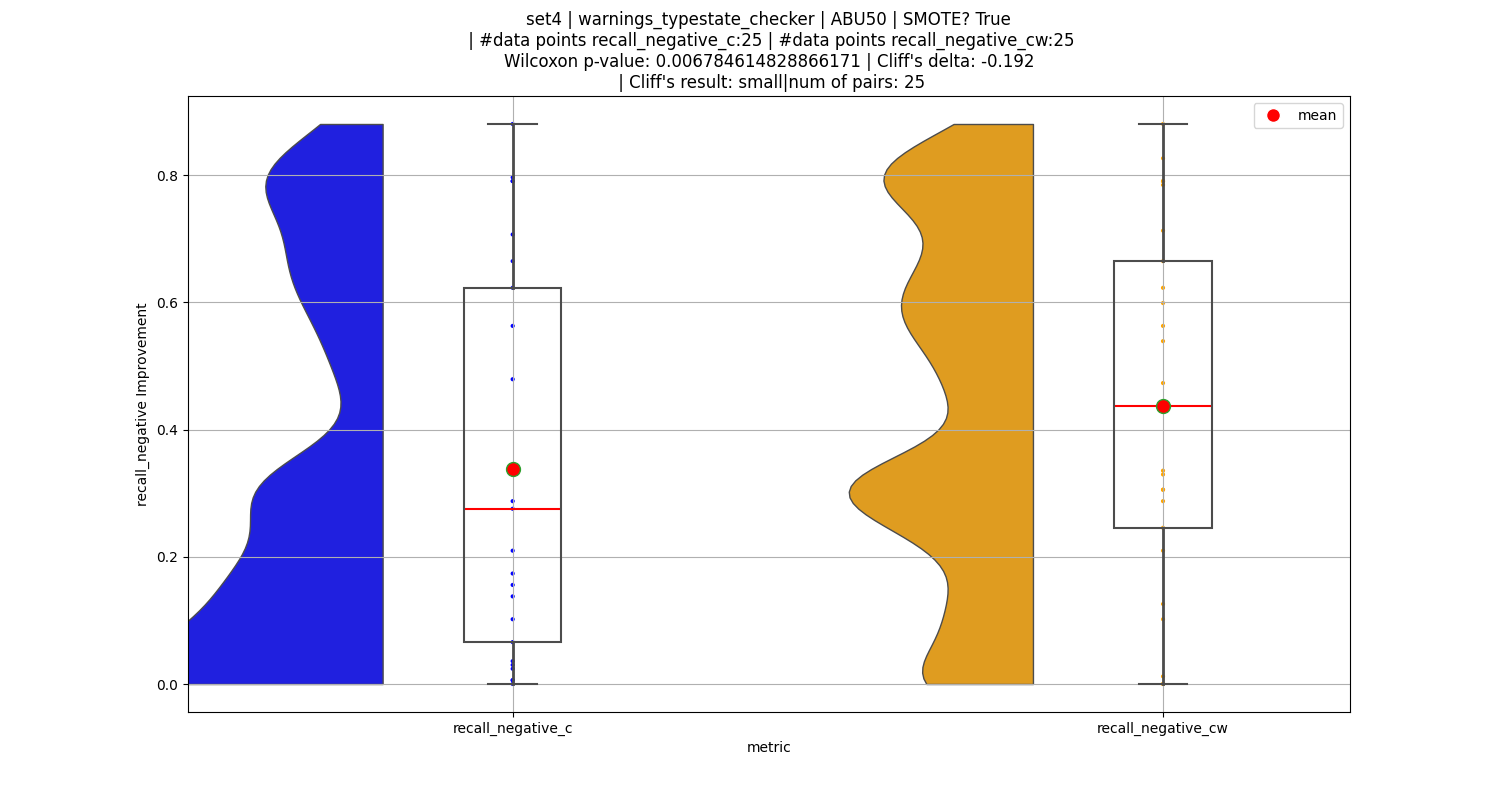 set4 | warnings_typestate_checker | ABU50 | SMOTE? True
| #data points recall_negative_c:25 | #data points recall_negative_cw:25
Wilcoxon p-value: 0.006784614828866171 | Cliff's delta: -0.192
| Cliff's result: small|num of pairs: 25
mean
recall_negative Improvement
0.8
0.6
0.4
0.2
0.0
recall_negative_c
recall_negative_cw
metric